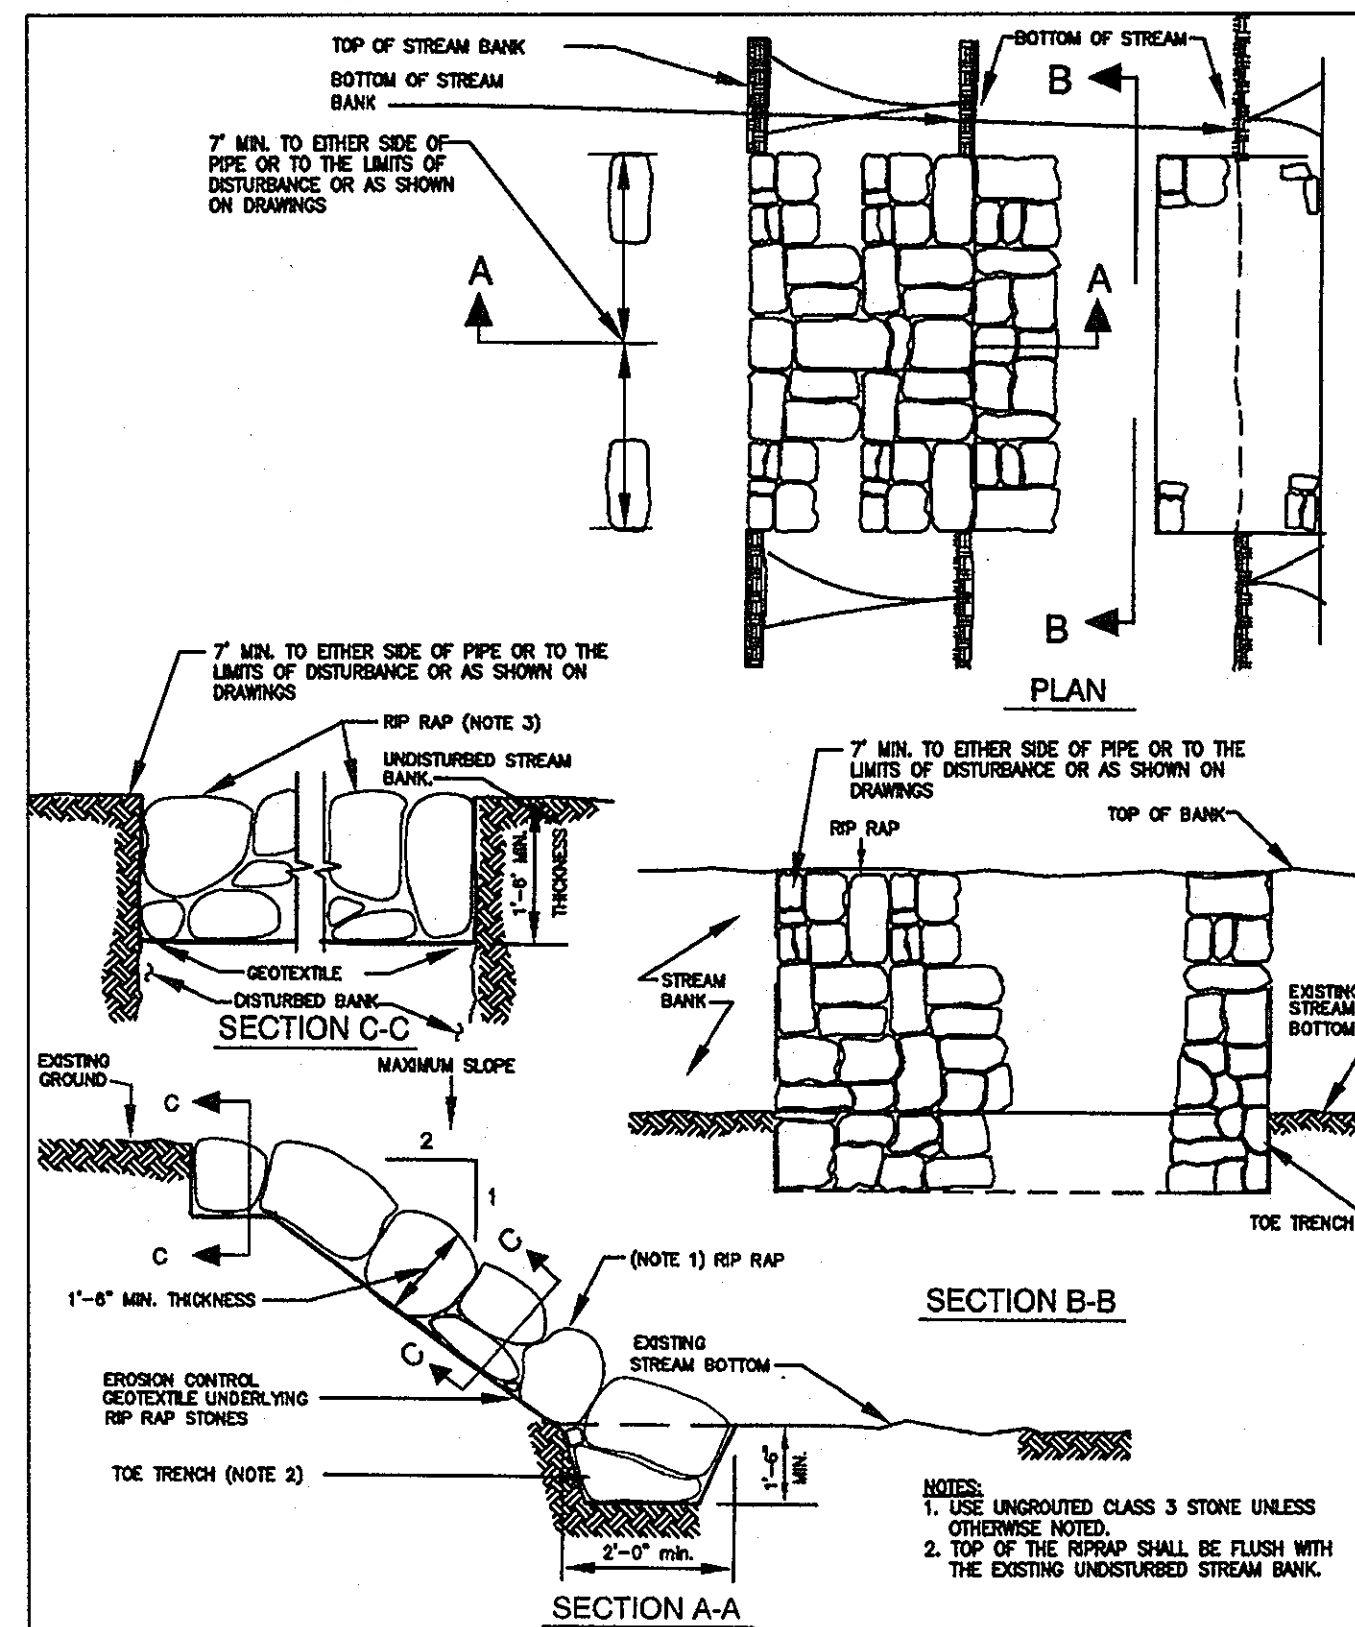 TOP OF STREAM BANK
BOTTOM OF STREAM
BANK
BOTTOM OF STREAM
7' MIN. TO EITHER SIDE OF
PIPE OR TO THE LIMITS OF
DISTURBANCE OR AS SHOWN
ON DRAWINGS
B
A
A
B
PLAN
7' MIN. TO EITHER SIDE OF PIPE OR TO THE
LIMITS OF DISTURBANCE OR AS SHOWN ON
DRAWINGS
RIP RAP (NOTE 3)
UNDISTURBED STREAM
BANK.
1'-6" MIN.
THICKNESS
GEOTEXTILE
DISTURBED BANK
SECTION C-C
7' MIN. TO EITHER SIDE OF PIPE OR TO THE
LIMITS OF DISTURBANCE OR AS SHOWN ON
DRAWINGS
RIP RAP
TOP OF BANK
STREAM
BANK
EXISTING
STREAM
BOTTOM
TOE TRENCH
SECTION B-B
EXISTING
GROUND
MAXIMUM SLOPE
C
2
1
C
C
1'-6" MIN. THICKNESS
(NOTE 1) RIP RAP
C
EXISTING
STREAM BOTTOM
EROSION CONTROL
GEOTEXTILE UNDERLYING
RIP RAP STONES
TOE TRENCH (NOTE 2)
1'-6"
MIN.
2'-0" min.
SECTION A-A
NOTES:
1. USE UNGROUTED CLASS 3 STONE UNLESS
OTHERWISE NOTED.
2. TOP OF THE RIPRAP SHALL BE FLUSH WITH
THE EXISTING UNDISTURBED STREAM BANK.